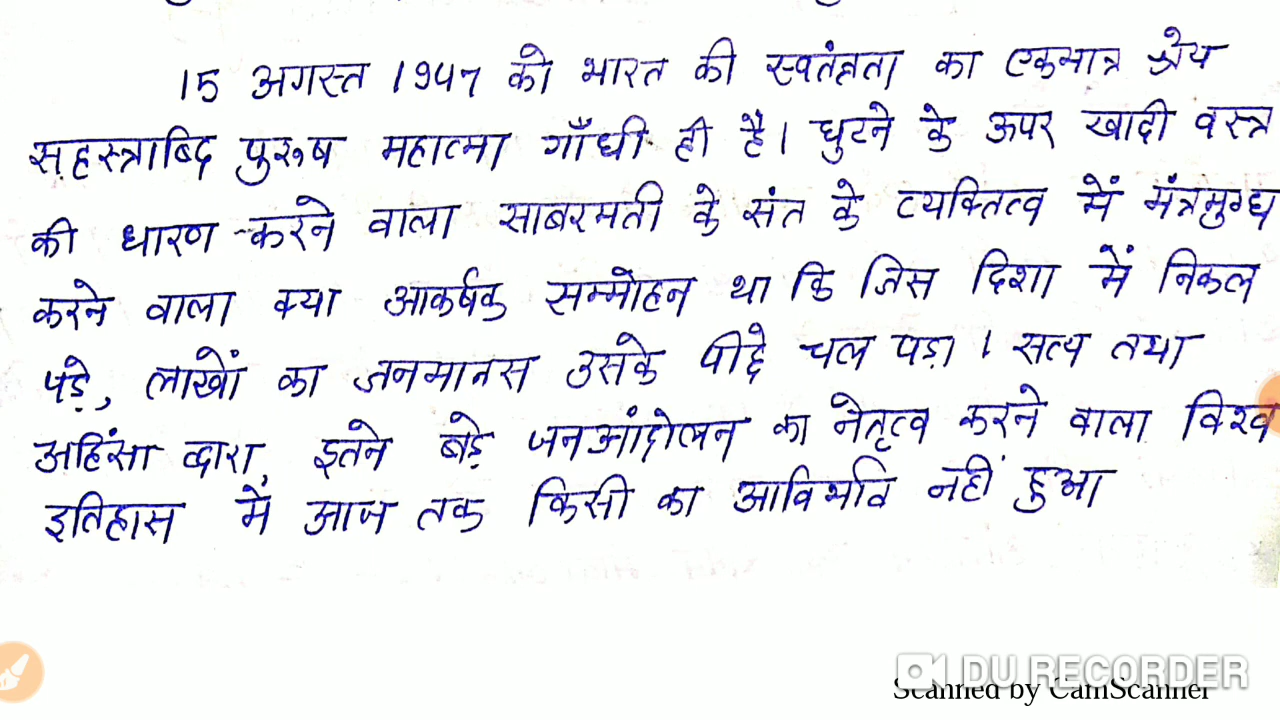 15 अगस्त 1947 को भारत की स्वतंत्रता का एकमात्र श्रेय
सहस्त्राब्दि पुरुष महात्मा गाँधी ही है। घुटने के ऊपर खादी वस्त्र
की धारण करने वाला साबरमती के संत के व्यक्तित्व में मंत्रमुग्ध
करने वाला क्या आकर्षक सम्मोहन था कि जिस दिशा में निकल
पड़े, लाखों का जनमानस उसके पीछे चल पड़ा। सत्य तथा
अहिंसा द्वारा, इतने बड़े जनआंदोलन का नेतृत्व करने वाला विश्व
इतिहास में आज तक किसी का आविर्भाव नहीं हुआ
DU RECORDER
Scanned by CamScanner